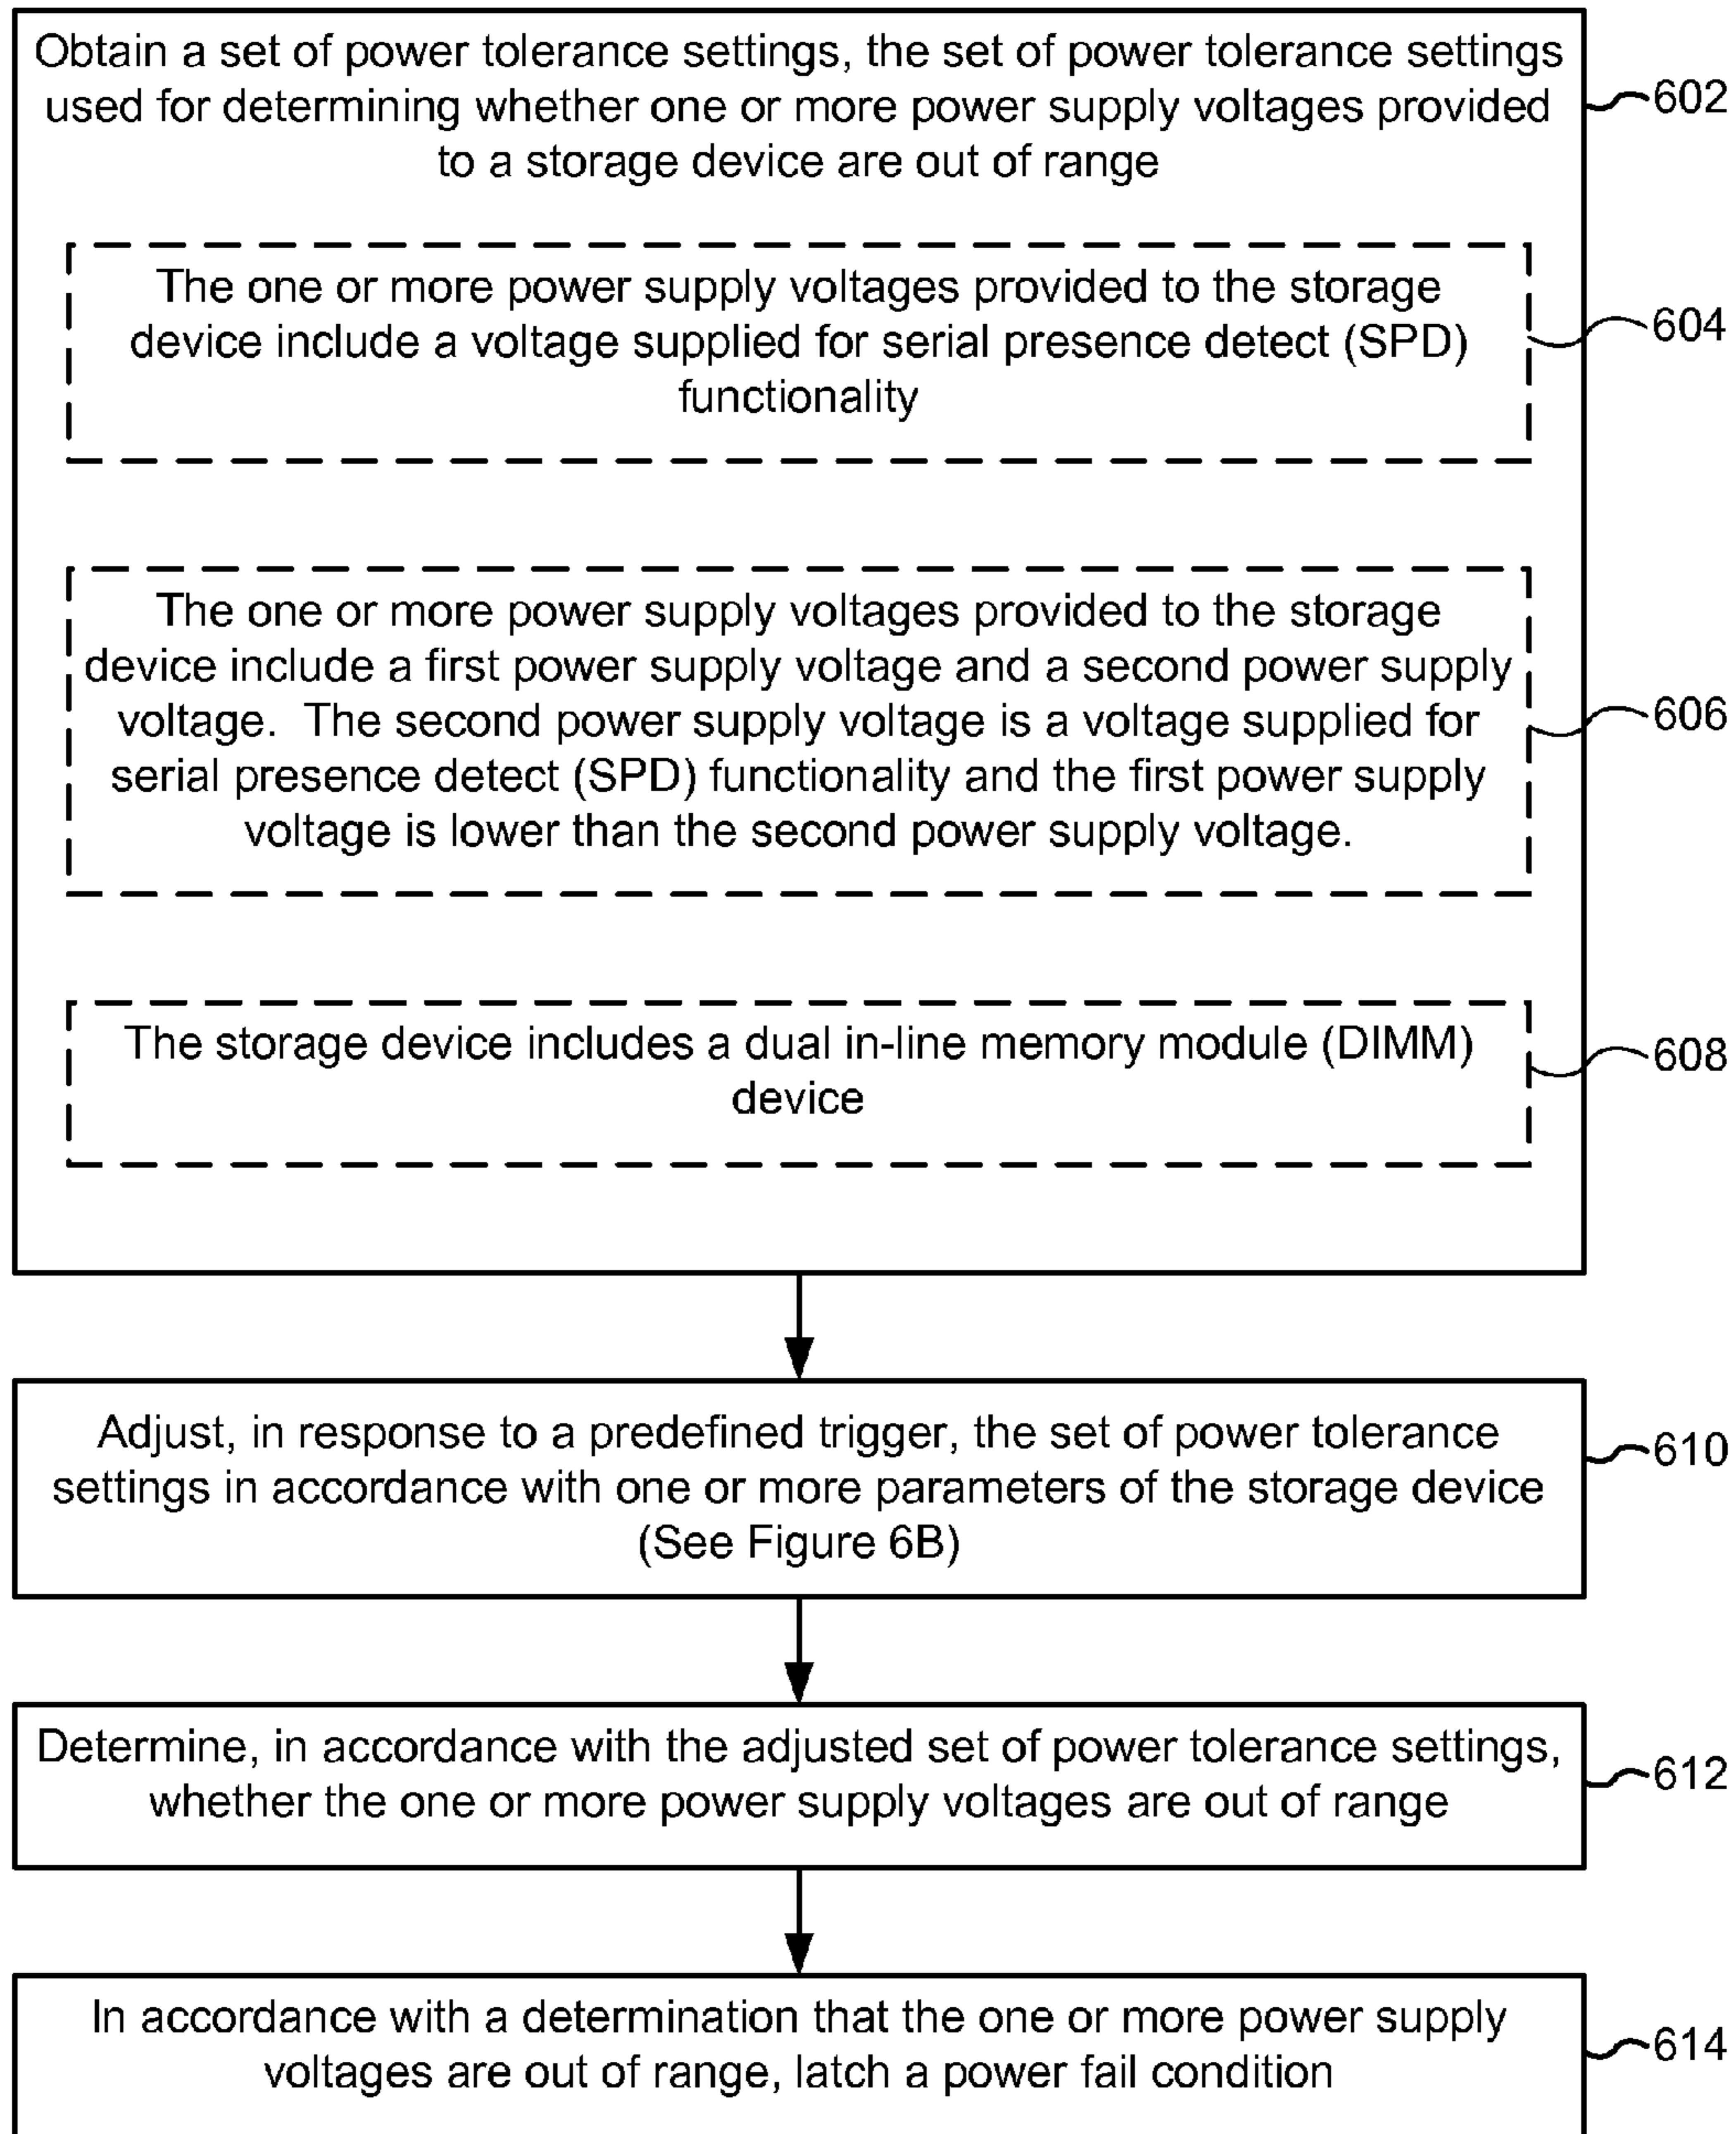 Obtain a set of power tolerance settings, the set of power tolerance settings
used for determining whether one or more power supply voltages provided
to a storage device are out of range
602
The one or more power supply voltages provided to the storage
device include a voltage supplied for serial presence detect (SPD)
functionality
604
The one or more power supply voltages provided to the storage
device include a first power supply voltage and a second power supply
voltage.  The second power supply voltage is a voltage supplied for
serial presence detect (SPD) functionality and the first power supply
voltage is lower than the second power supply voltage.
606
The storage device includes a dual in-line memory module (DIMM)
device
608
Adjust, in response to a predefined trigger, the set of power tolerance
settings in accordance with one or more parameters of the storage device
(See Figure 6B)
610
Determine, in accordance with the adjusted set of power tolerance settings,
whether the one or more power supply voltages are out of range
612
In accordance with a determination that the one or more power supply
voltages are out of range, latch a power fail condition
614